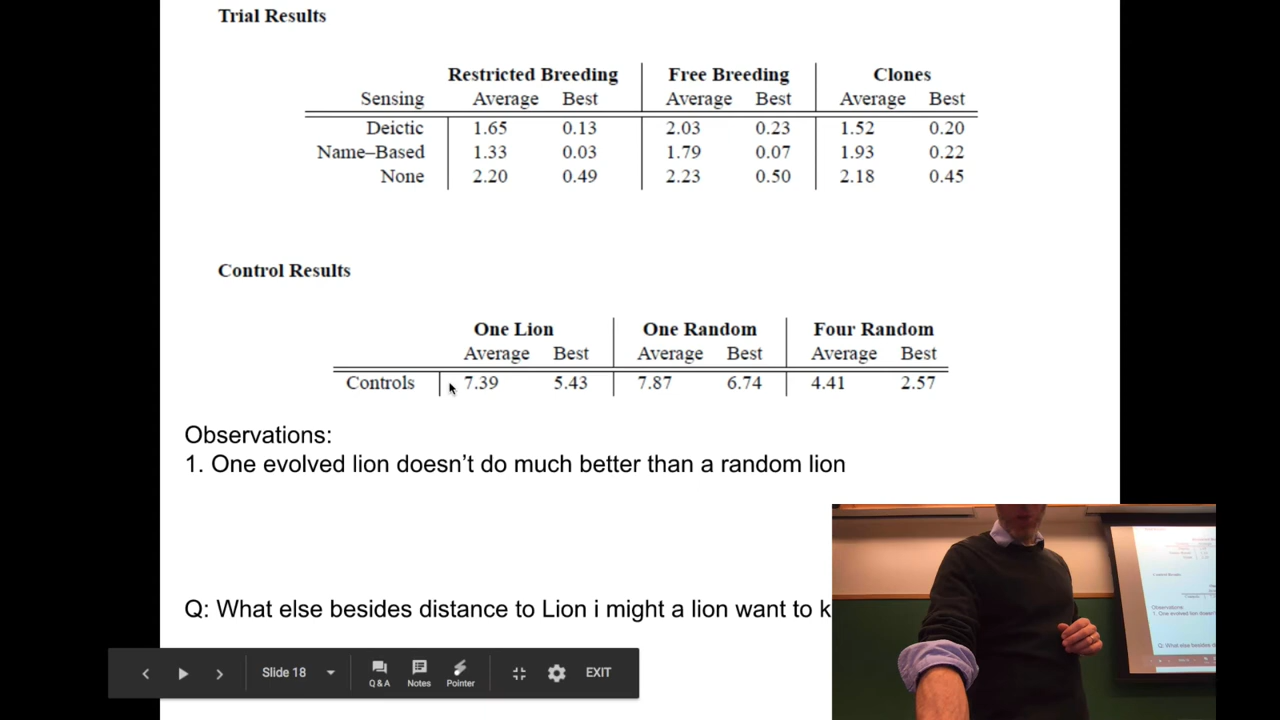 Trial Results
Restricted Breeding Free Breeding Clones
Sensing Average Best Average Best Average Best
Deictic 1.65 0.13 2.03 0.23 1.52 0.20
Name–Based 1.33 0.03 1.79 0.07 1.93 0.22
None 2.20 0.49 2.23 0.50 2.18 0.45
Control Results
One Lion One Random Four Random
Average Best Average Best Average Best
Controls 7.39 5.43 7.87 6.74 4.41 2.57
Observations:
1. One evolved lion doesn't do much better than a random lion
Q: What else besides distance to Lion i might a lion want to k
Slide 18 Q&A Notes Pointer EXIT